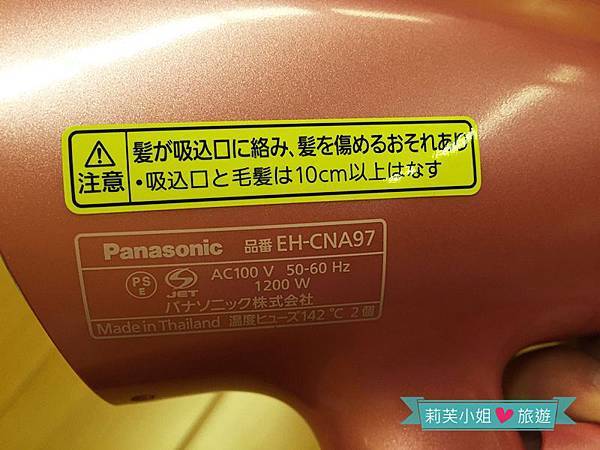 注意
髪が吸込口に絡み、髪を傷めるおそれあり
・吸込口と毛髪は10cm以上はなす
Panasonic 品番 EH-CNA97
PS
E
JET
AC100 V 50-60 Hz
1200 W
パナソニック株式会社
Made in Thailand 温度ヒューズ142 ℃ 2個
莉芙小姐❤旅遊